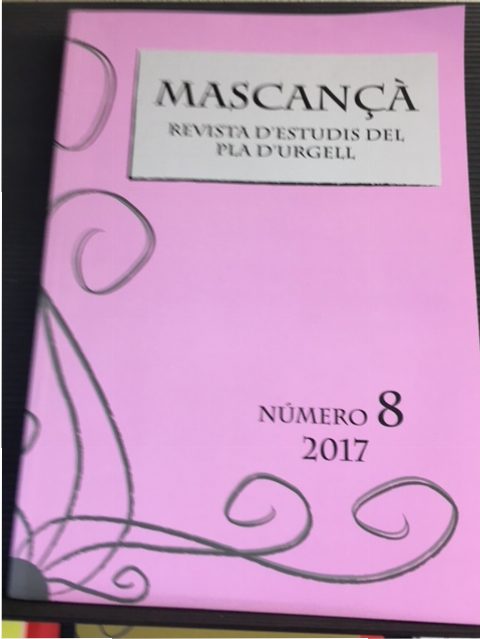 MASCANÇÀ
REVISTA D'ESTUDIS DEL
PLA D'URGELL
NÚMERO 8
2017